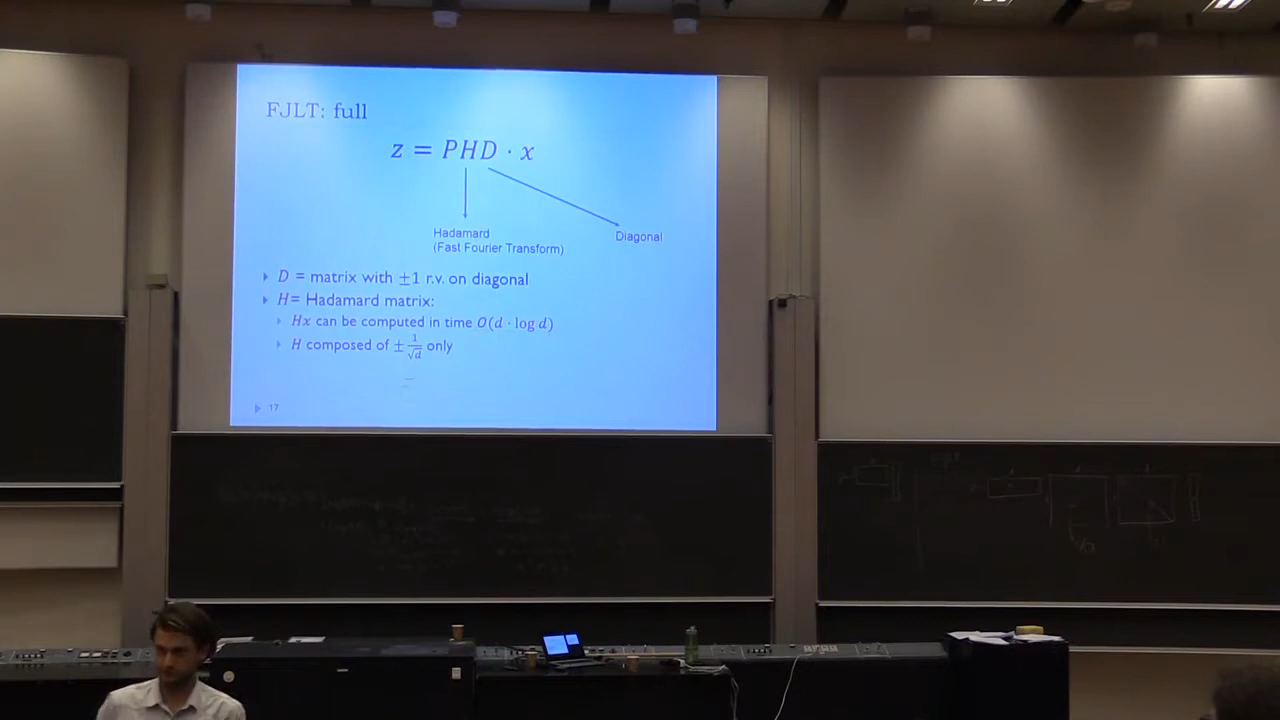 FJLT: full
z = PHD · x
Hadamard
(Fast Fourier Transform)
Diagonal
D = matrix with ±1 r.v. on diagonal
H= Hadamard matrix:
Hx can be computed in time O(d · log d)
H composed of ± 1/√d only
17